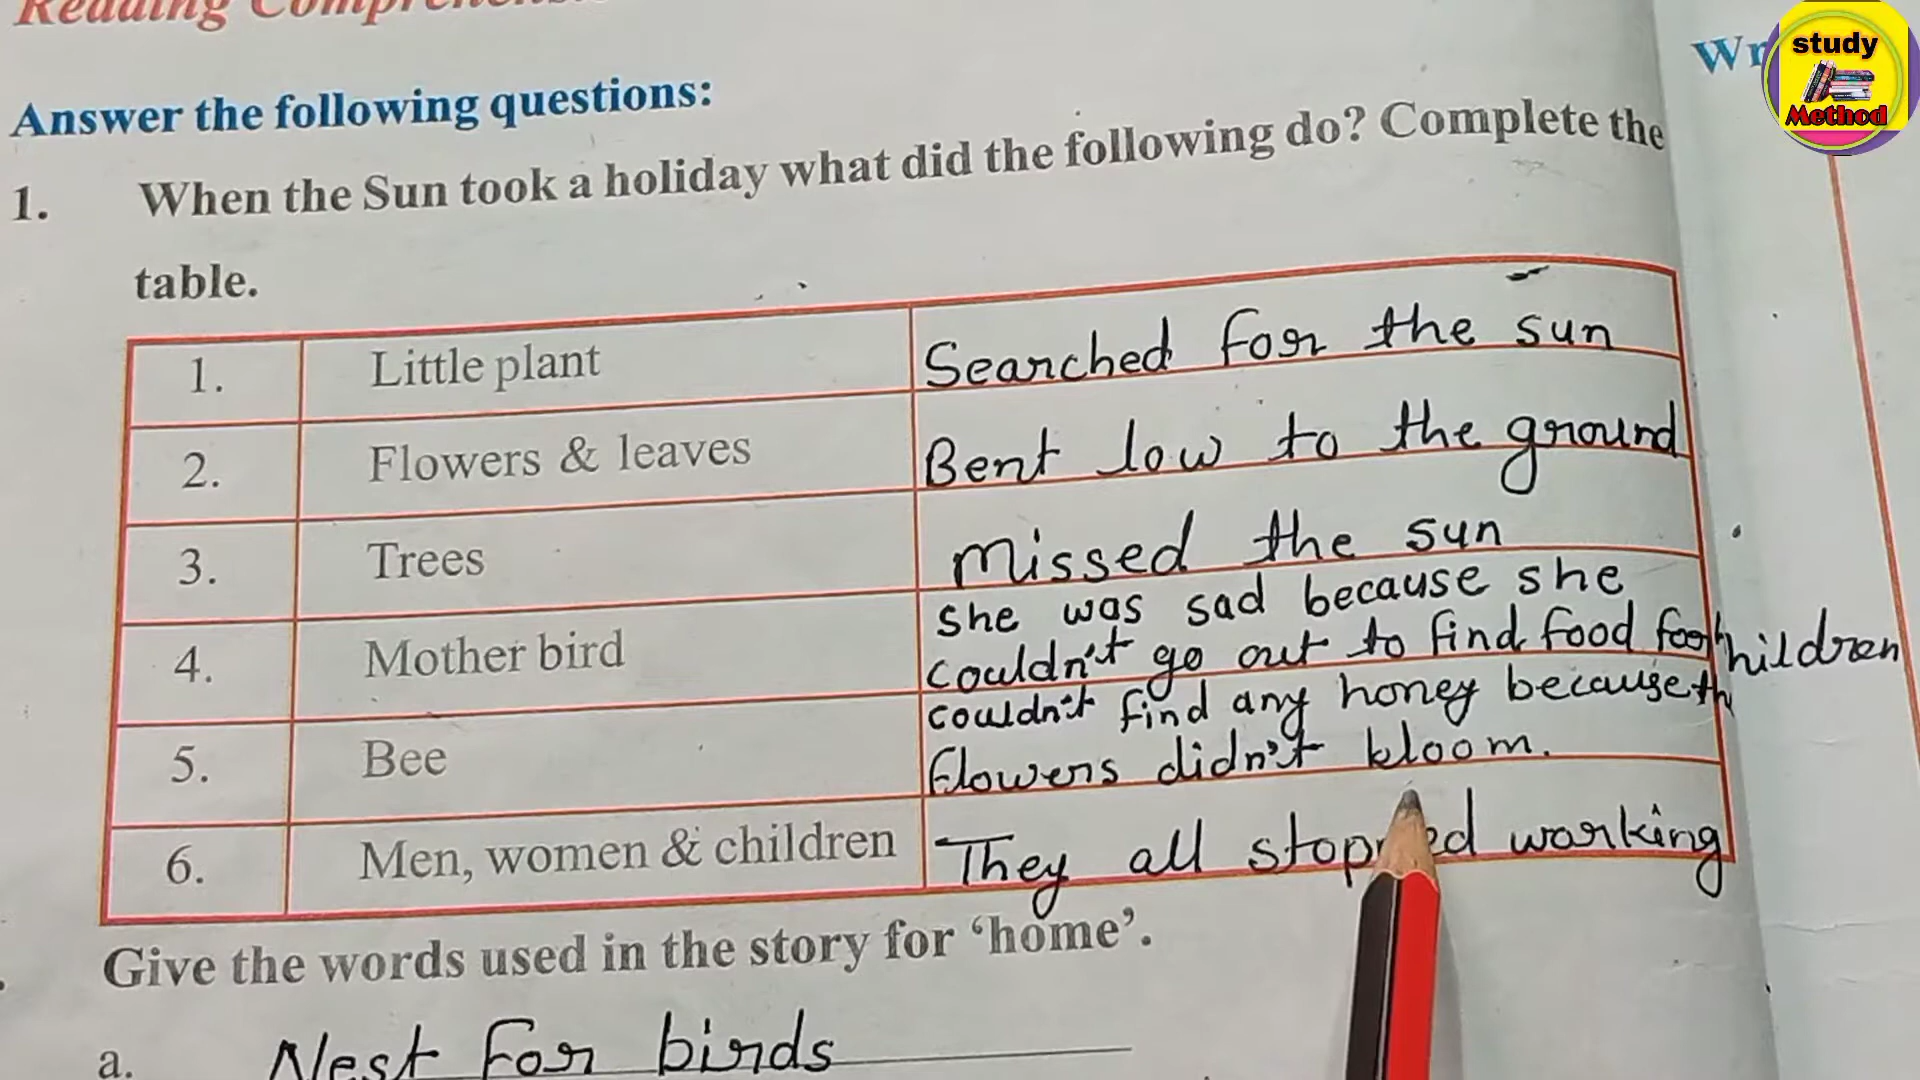 Reading Comprehens
Answer the following questions:
1. When the Sun took a holiday what did the following do? Complete the
table.
1. Little plant Searched for the sun
2. Flowers & leaves Bent low to the ground
3. Trees Missed the sun
4. Mother bird She was sad because she
couldn't go out to find food for children
5. Bee couldn't find any honey because th
flowers didn't bloom.
6. Men, women & children They all stopped working
Give the words used in the story for ‘home’.
a. Nest for birds
Wr
study
Method